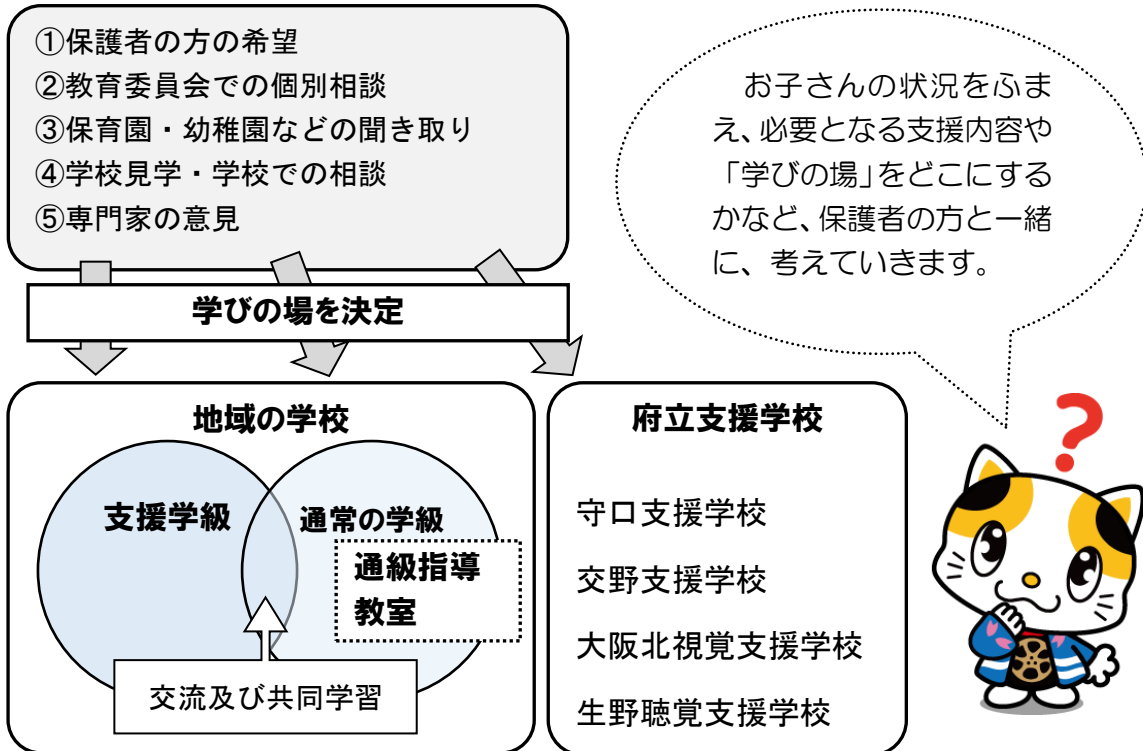 ①保護者の方の希望
②教育委員会での個別相談
③保育園・幼稚園などの聞き取り
④学校見学・学校での相談
⑤専門家の意見
お子さんの状況をふま
え、必要となる支援内容や
「学びの場」をどこにする
かなど、保護者の方と一緒
に、考えていきます。
学びの場を決定
地域の学校
支援学級
通常の学級
通級指導
教室
交流及び共同学習
府立支援学校
守口支援学校
交野支援学校
大阪北視覚支援学校
生野聴覚支援学校
?